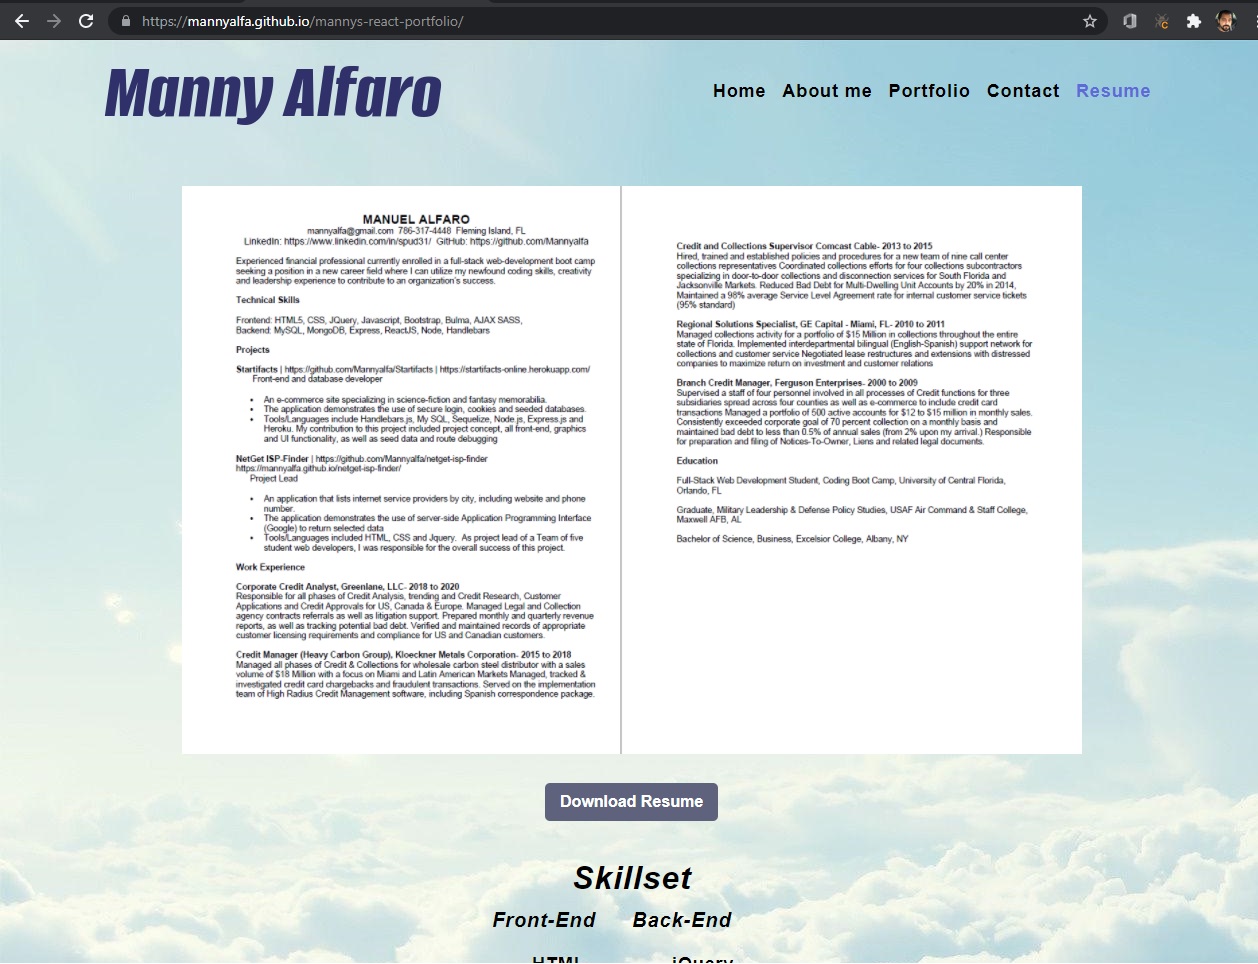 https://mannyalfa.github.io/mannys-react-portfolio/
Manny Alfaro
Home About me Portfolio Contact Resume
MANUEL ALFARO
mannyalfa@gmail.com 786-317-4448 Fleming Island, FL
LinkedIn: https://www.linkedin.com/in/spud31/ GitHub: https://github.com/Mannyalfa
Experienced financial professional currently enrolled in a full-stack web-development boot camp
seeking a position in a new career field where I can utilize my newfound coding skills, creativity
and leadership experience to contribute to an organization's success.
Technical Skills
Frontend: HTML5, CSS, JQuery, Javascript, Bootstrap, Bulma, AJAX SASS,
Backend: MySQL, MongoDB, Express, ReactJS, Node, Handlebars
Projects
Startifacts | https://github.com/Mannyalfa/Startifacts | https://startifacts-online.herokuapp.com/
Front-end and database developer
• An e-commerce site specializing in science-fiction and fantasy memorabilia.
• The application demonstrates the use of secure login, cookies and seeded databases.
• Tools/Languages include Handlebars.js, My SQL, Sequelize, Node.js, Express.js and
Heroku. My contribution to this project included project concept, all front-end, graphics
and UI functionality, as well as seed data and route debugging
NetGet ISP-Finder | https://github.com/Mannyalfa/netget-isp-finder
https://mannyalfa.github.io/netget-isp-finder/
Project Lead
• An application that lists internet service providers by city, including website and phone
number.
• The application demonstrates the use of server-side Application Programming Interface
(Google) to return selected data
• Tools/Languages included HTML, CSS and Jquery. As project lead of a Team of five
student web developers, I was responsible for the overall success of this project.
Work Experience
Corporate Credit Analyst, Greenlane, LLC- 2018 to 2020
Responsible for all phases of Credit Analysis, trending and Credit Research, Customer
Applications and Credit Approvals for US, Canada & Europe. Managed Legal and Collection
agency contracts referrals as well as litigation support. Prepared monthly and quarterly revenue
reports, as well as tracking potential bad debt. Verified and maintained records of appropriate
customer licensing requirements and compliance for US and Canadian customers.
Credit Manager (Heavy Carbon Group), Kloeckner Metals Corporation- 2015 to 2018
Managed all phases of Credit & Collections for wholesale carbon steel distributor with a sales
volume of $18 Million with a focus on Miami and Latin American Markets Managed, tracked &
investigated credit card chargebacks and fraudulent transactions. Served on the implementation
team of High Radius Credit Management software, including Spanish correspondence package.
Credit and Collections Supervisor Comcast Cable- 2013 to 2015
Hired, trained and established policies and procedures for a new team of nine call center
collections representatives Coordinated collections efforts for four collections subcontractors
specializing in door-to-door collections and disconnection services for South Florida and
Jacksonville Markets. Reduced Bad Debt for Multi-Dwelling Unit Accounts by 20% in 2014,
Maintained a 98% average Service Level Agreement rate for internal customer service tickets
(95% standard)
Regional Solutions Specialist, GE Capital - Miami, FL- 2010 to 2011
Managed collections activity for a portfolio of $15 Million in collections throughout the entire
state of Florida. Implemented interdepartmental bilingual (English-Spanish) support network for
collections and customer service Negotiated lease restructures and extensions with distressed
companies to maximize return on investment and customer relations
Branch Credit Manager, Ferguson Enterprises- 2000 to 2009
Supervised a staff of four personnel involved in all processes of Credit functions for three
subsidiaries spread across four counties as well as e-commerce to include credit card
transactions Managed a portfolio of 500 active accounts for $12 to $15 million in monthly sales.
Consistently exceeded corporate goal of 70 percent collection on a monthly basis and
maintained bad debt to less than 0.5% of annual sales (from 2% upon my arrival.) Responsible
for preparation and filing of Notices-To-Owner, Liens and related legal documents.
Education
Full-Stack Web Development Student, Coding Boot Camp, University of Central Florida,
Orlando, FL
Graduate, Military Leadership & Defense Policy Studies, USAF Air Command & Staff College,
Maxwell AFB, AL
Bachelor of Science, Business, Excelsior College, Albany, NY
Download Resume
Skillset
Front-End Back-End
HTML jQuery